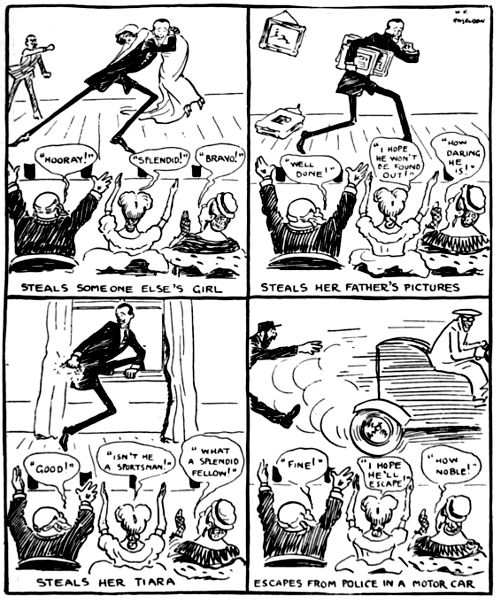 W.K.
HASELDEN
"HOORAY!"
"SPLENDID!"
"BRAVO!"
STEALS SOMEONE ELSE'S GIRL
"WELL
DONE!"
"I HOPE
HE WON'T
BE FOUND
OUT!"
"HOW
DARING
HE
IS!"
STEALS HER FATHER'S PICTURES
"GOOD!"
"ISN'T HE
A SPORTSMAN!"
"WHAT
A SPLENDID
FELLOW!"
STEALS HER TIARA
"FINE!"
"I HOPE
HE'LL
ESCAPE!"
"HOW
NOBLE!"
ESCAPES FROM POLICE IN A MOTOR CAR